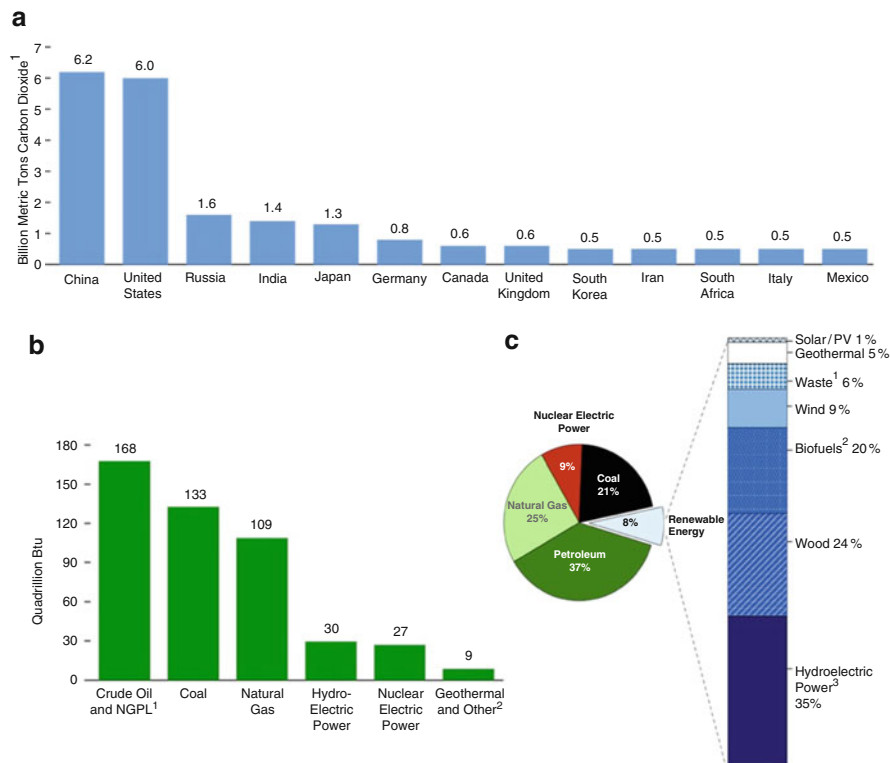 a
Billion Metric Tons Carbon Dioxide1
7
6
5
4
3
2
1
0
6.2
6.0
1.6
1.4
1.3
0.8
0.6
0.6
0.5
0.5
0.5
0.5
0.5
China
United
States
Russia
India
Japan
Germany
Canada
United
Kingdom
South
Korea
Iran
South
Africa
Italy
Mexico
b
Quadrillion Btu
180
150
120
90
60
30
0
168
133
109
30
27
9
Crude Oil
and NGPL1
Coal
Natural
Gas
Hydro-
Electric
Power
Nuclear
Electric
Power
Geothermal
and Other2
c
Nuclear Electric
Power
9%
Coal
21%
Natural Gas
25%
8%
Renewable
Energy
Petroleum
37%
Solar/PV 1%
Geothermal 5%
Waste1 6%
Wind 9%
Biofuels2 20%
Wood 24%
Hydroelectric
Power3
35%